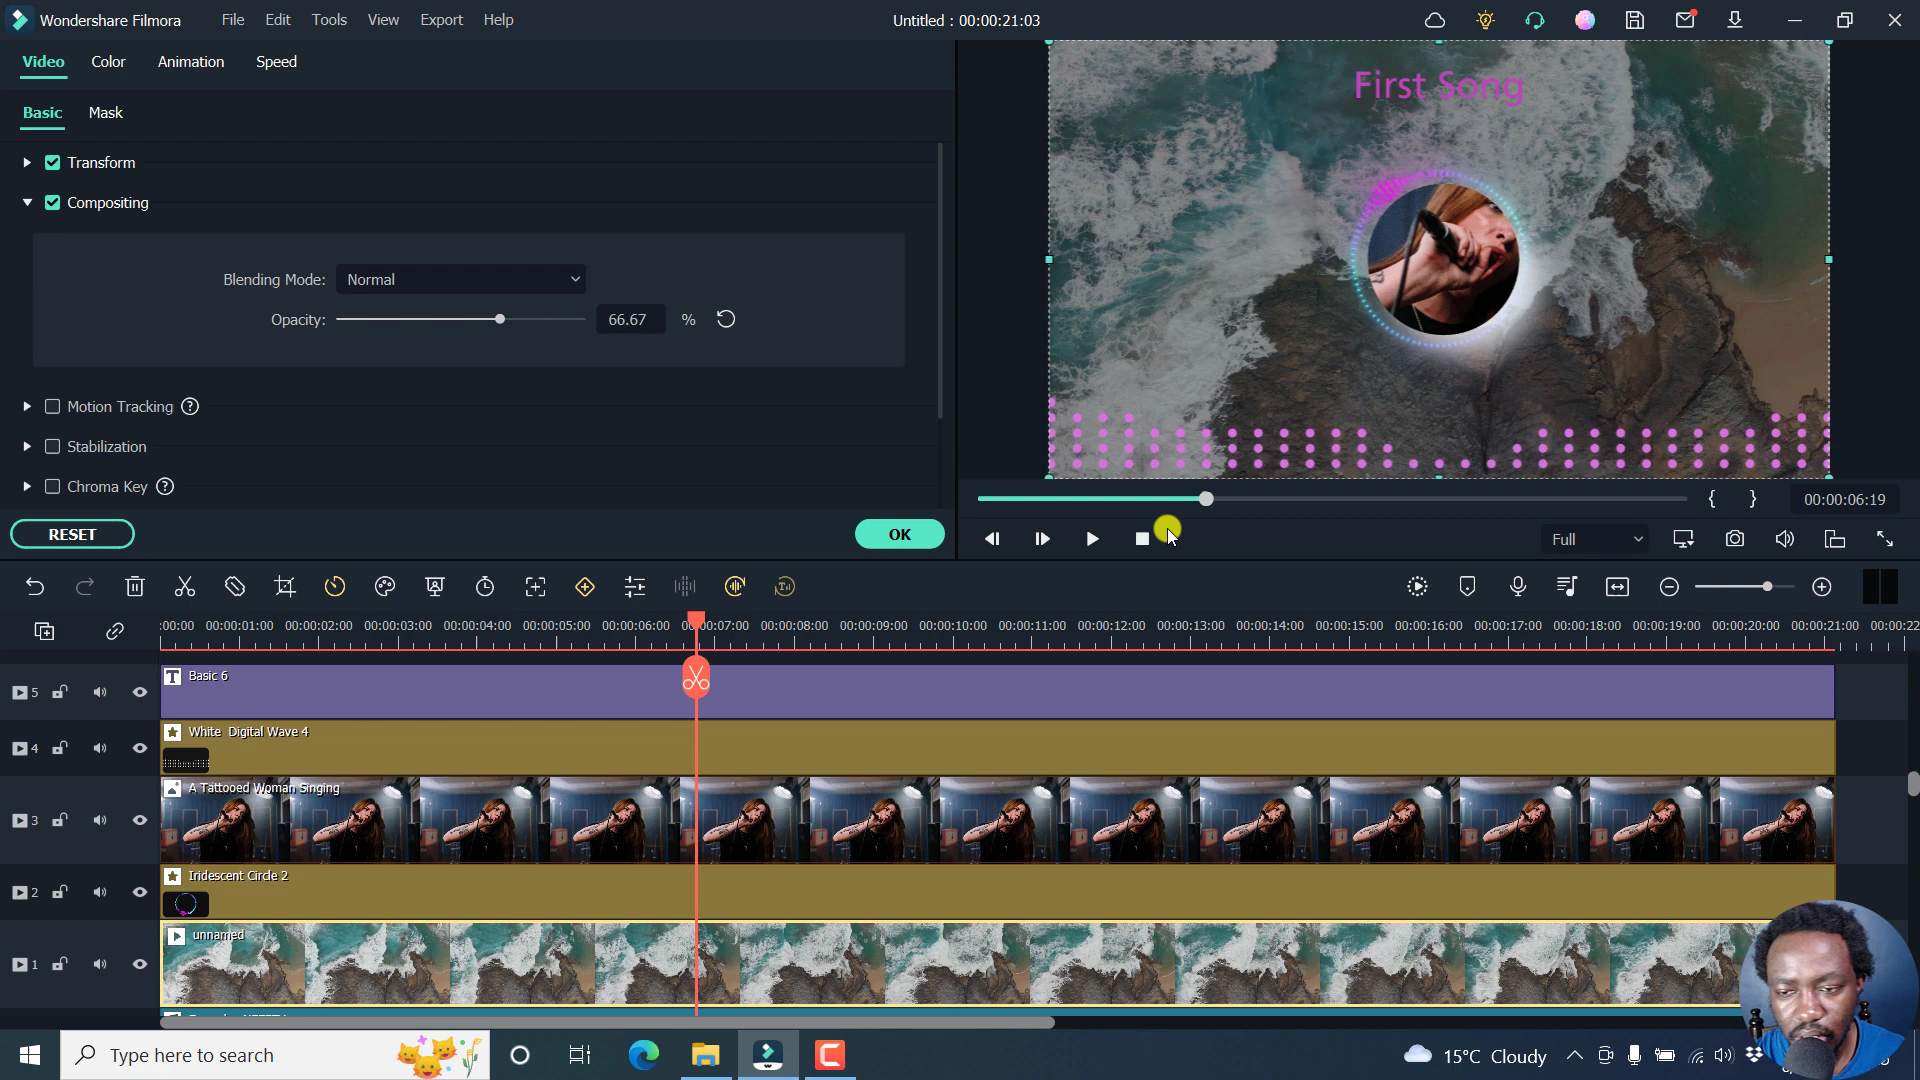 Wondershare Filmora File Edit Tools View Export Help Untitled : 00:00:21:03
Video Color Animation Speed
Basic Mask
Transform
Compositing
Blending Mode: Normal
Opacity: 66.67 %
Motion Tracking
Stabilization
Chroma Key
RESET OK
First Song
{ } 00:00:06:19
Full
:00:00 00:00:01:00 00:00:02:00 00:00:03:00 00:00:04:00 00:00:05:00 00:00:06:00 00:00:07:00 00:00:08:00 00:00:09:00 00:00:10:00 00:00:11:00 00:00:12:00 00:00:13:00 00:00:14:00 00:00:15:00 00:00:16:00 00:00:17:00 00:00:18:00 00:00:19:00 00:00:20:00 00:00:21:00 00:00:22
5 Basic 6
4 White Digital Wave 4
3 A Tattooed Woman Singing
2 Iridescent Circle 2
1 unnamed
Type here to search 15°C Cloudy